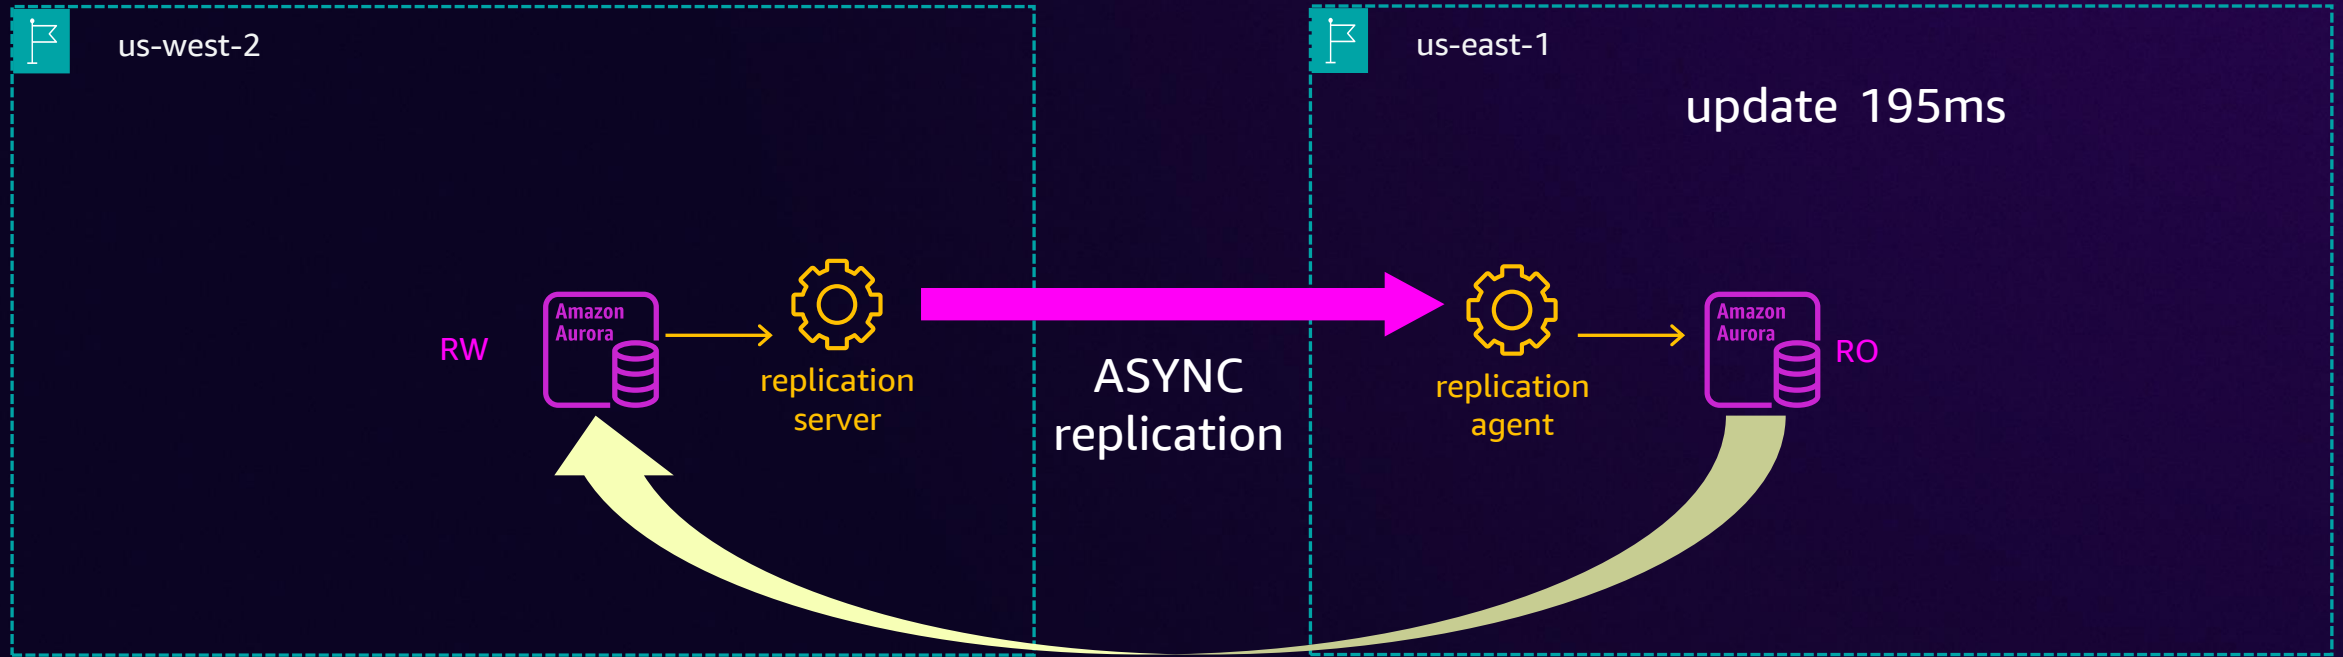 us-west-2
us-east-1
update 195ms
RW
Amazon
Aurora
replication
server
ASYNC
replication
replication
agent
Amazon
Aurora
RO